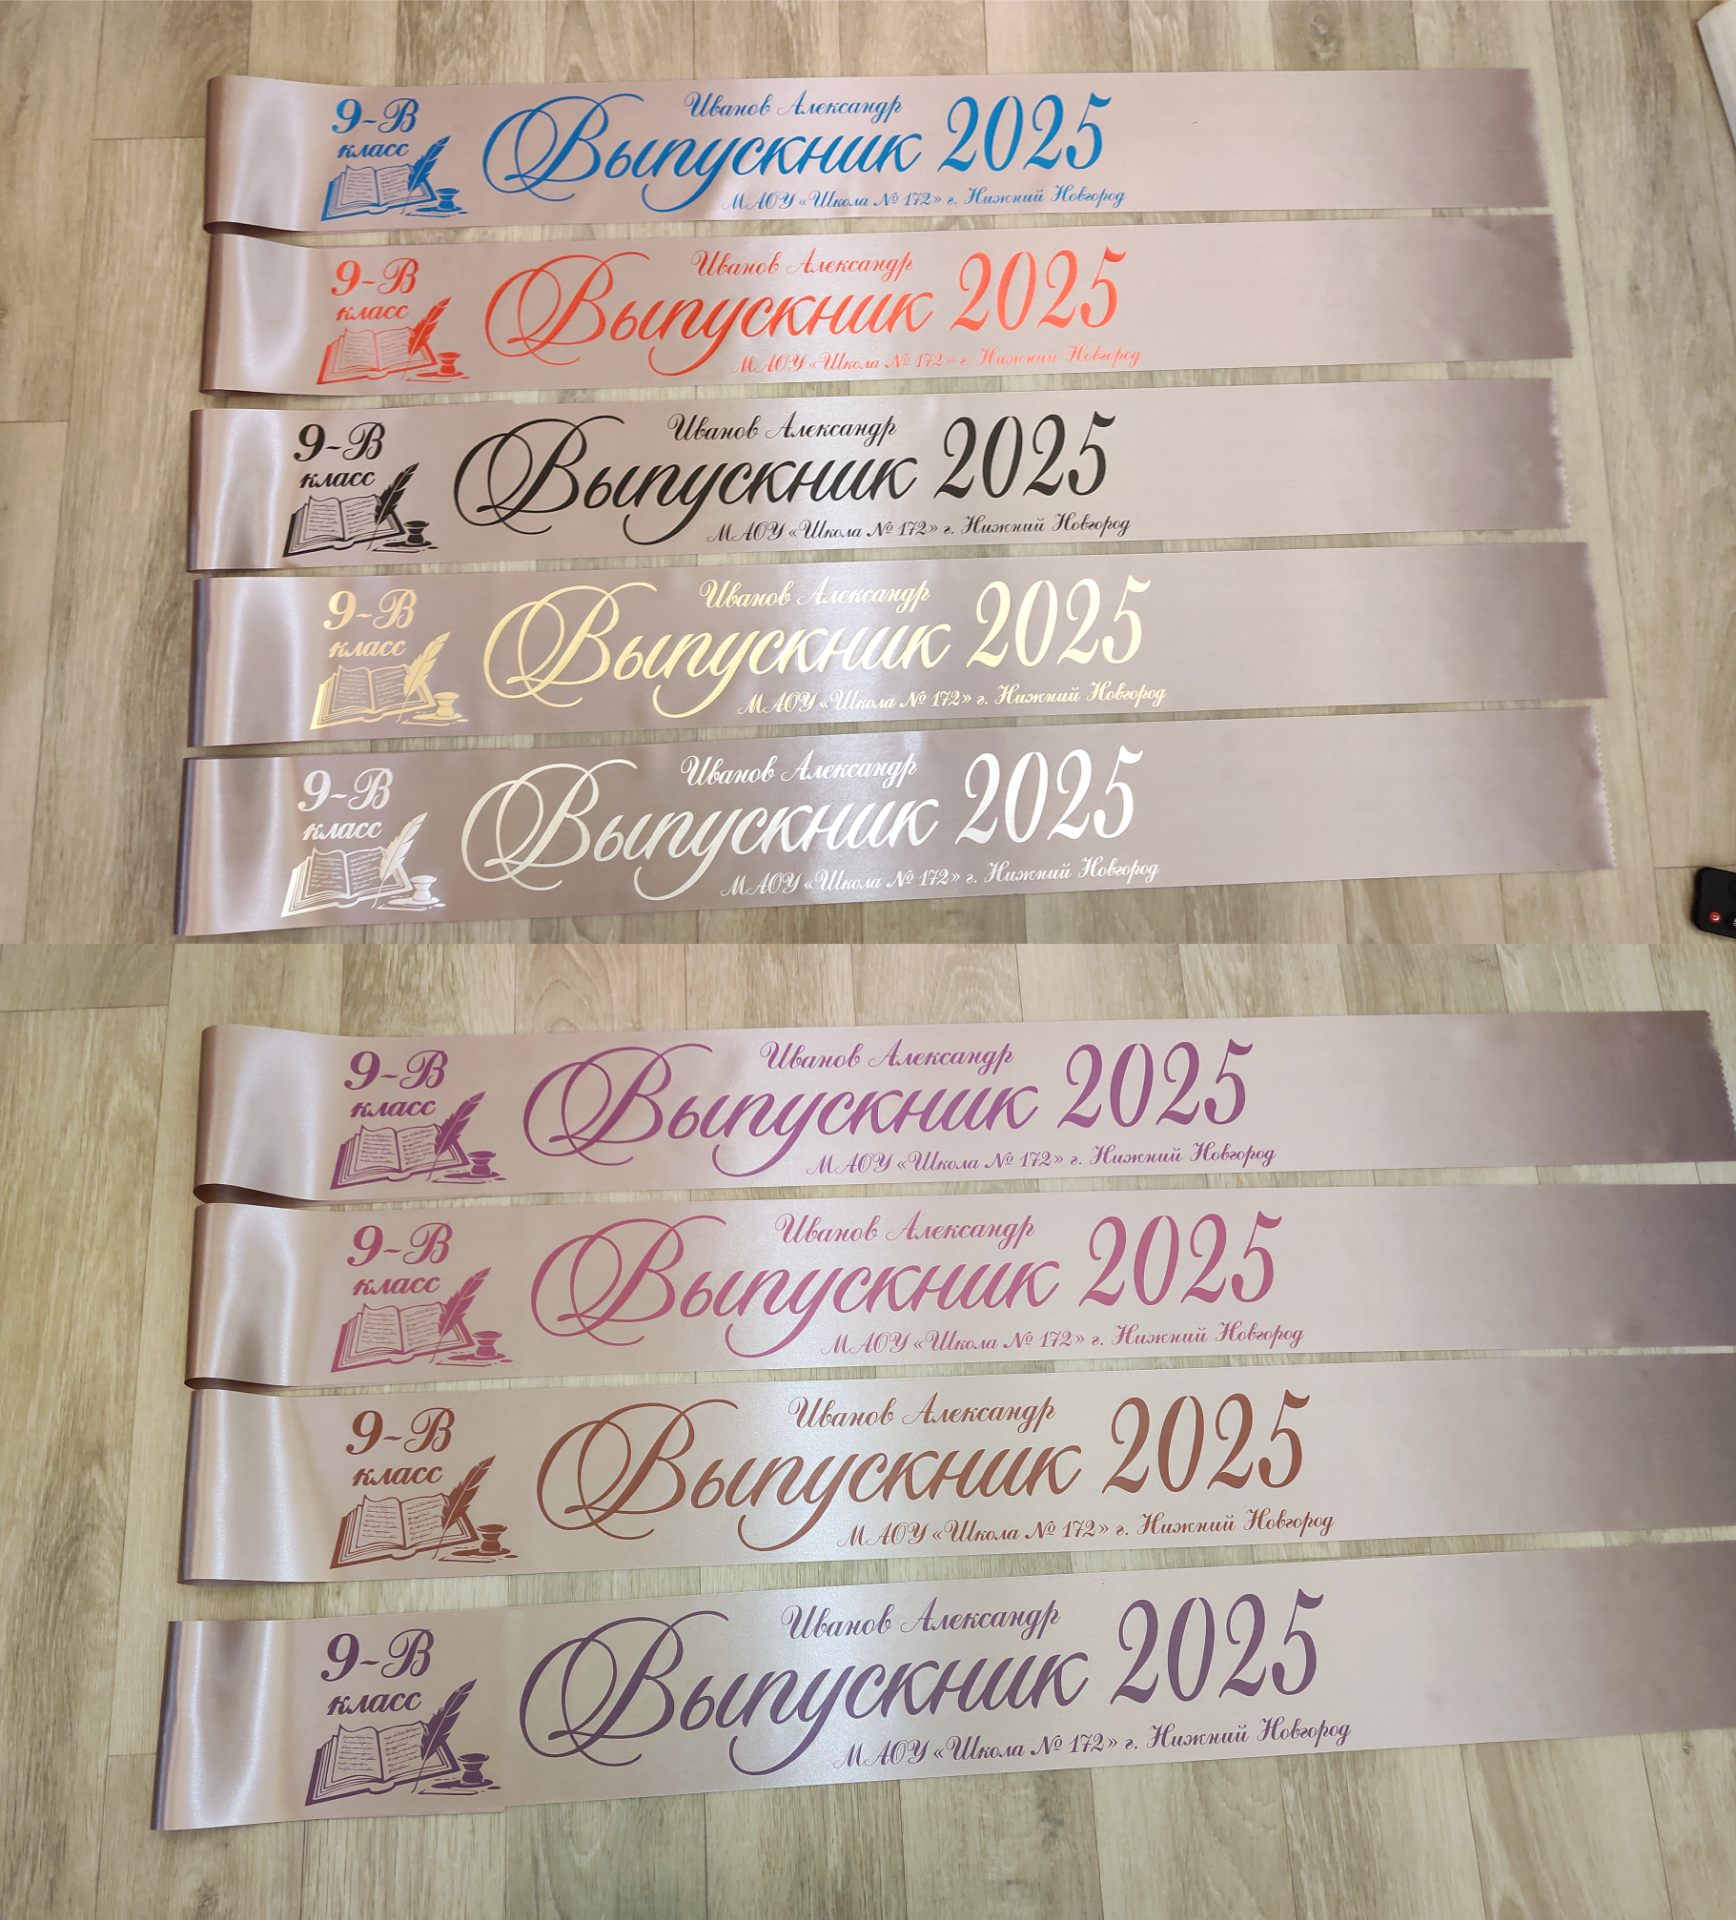 9-В
класс
Иванов Александр
Выпускник 2025
МАОУ «Школа № 172» г. Нижний Новгород
9-В
класс
Иванов Александр
Выпускник 2025
МАОУ «Школа № 172» г. Нижний Новгород
9-В
класс
Иванов Александр
Выпускник 2025
МАОУ «Школа № 172» г. Нижний Новгород
9-В
класс
Иванов Александр
Выпускник 2025
МАОУ «Школа № 172» г. Нижний Новгород
9-В
класс
Иванов Александр
Выпускник 2025
МАОУ «Школа № 172» г. Нижний Новгород
9-В
класс
Иванов Александр
Выпускник 2025
МАОУ «Школа № 172» г. Нижний Новгород
9-В
класс
Иванов Александр
Выпускник 2025
МАОУ «Школа № 172» г. Нижний Новгород
9-В
класс
Иванов Александр
Выпускник 2025
МАОУ «Школа № 172» г. Нижний Новгород
9-В
класс
Иванов Александр
Выпускник 2025
МАОУ «Школа № 172» г. Нижний Новгород